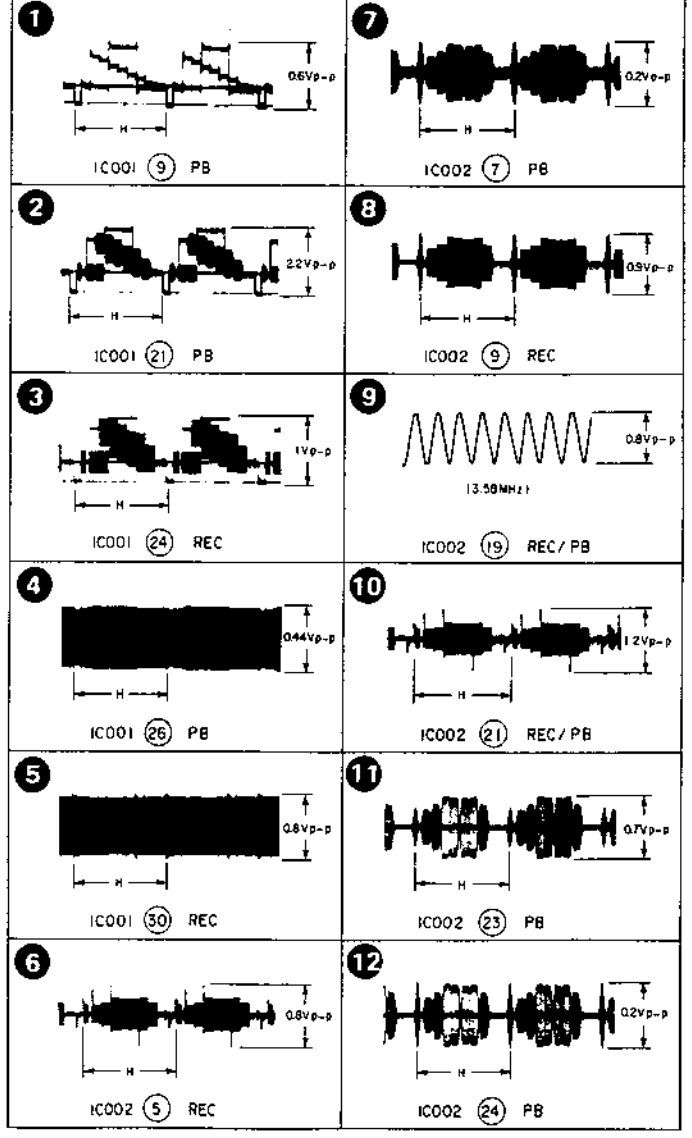 1
0.6Vp-p
H
IC001 9 PB
2
2.2Vp-p
H
IC001 21 PB
3
1Vp-p
H
IC001 24 REC
4
0.44Vp-p
H
IC001 26 PB
5
0.8Vp-p
H
IC001 30 REC
6
0.8Vp-p
H
IC002 5 REC
7
0.2Vp-p
H
IC002 7 PB
8
0.9Vp-p
H
IC002 9 REC
9
0.8Vp-p
(3.58MHz)
IC002 19 REC/PB
10
1.2Vp-p
H
IC002 21 REC/PB
11
0.7Vp-p
H
IC002 23 PB
12
0.2Vp-p
H
IC002 24 PB